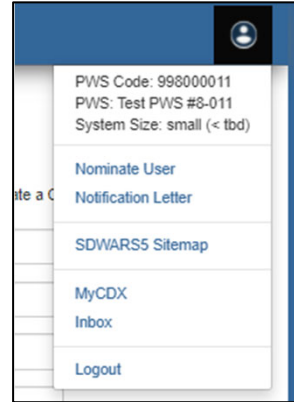 PWS Code: 998000011
PWS: Test PWS #8-011
System Size: small (< tbd)
Nominate User
ate a C
Notification Letter
SDWARS5 Sitemap
MyCDX
Inbox
Logout